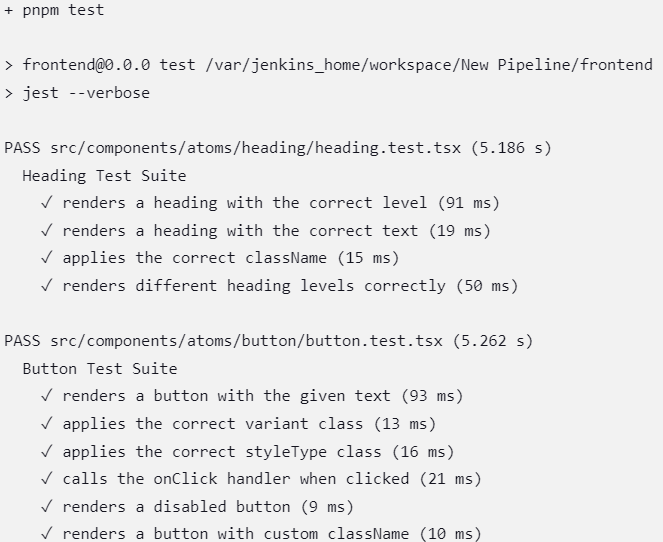 + pnpm test
> frontend@0.0.0 test /var/jenkins_home/workspace/New Pipeline/frontend
> jest --verbose
PASS src/components/atoms/heading/heading.test.tsx (5.186 s)
Heading Test Suite
✓ renders a heading with the correct level (91 ms)
✓ renders a heading with the correct text (19 ms)
✓ applies the correct className (15 ms)
✓ renders different heading levels correctly (50 ms)
PASS src/components/atoms/button/button.test.tsx (5.262 s)
Button Test Suite
✓ renders a button with the given text (93 ms)
✓ applies the correct variant class (13 ms)
✓ applies the correct styleType class (16 ms)
✓ calls the onClick handler when clicked (21 ms)
✓ renders a disabled button (9 ms)
✓ renders a button with custom className (10 ms)